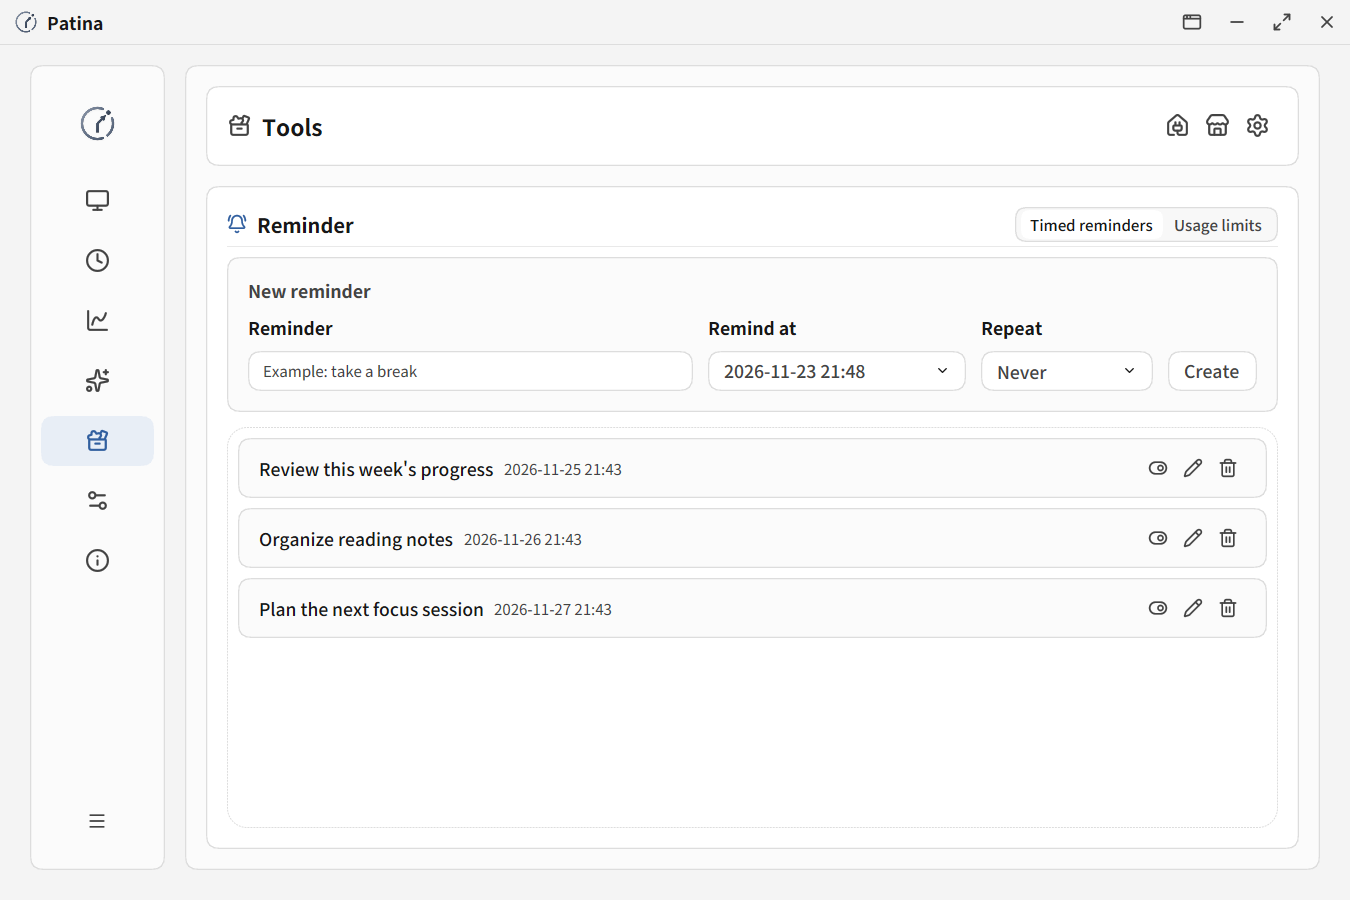 Patina
Tools
Reminder
Timed reminders
Usage limits
New reminder
Reminder
Remind at
Repeat
Example: take a break
2026-11-23 21:48
Never
Create
Review this week's progress 2026-11-25 21:43
Organize reading notes 2026-11-26 21:43
Plan the next focus session 2026-11-27 21:43